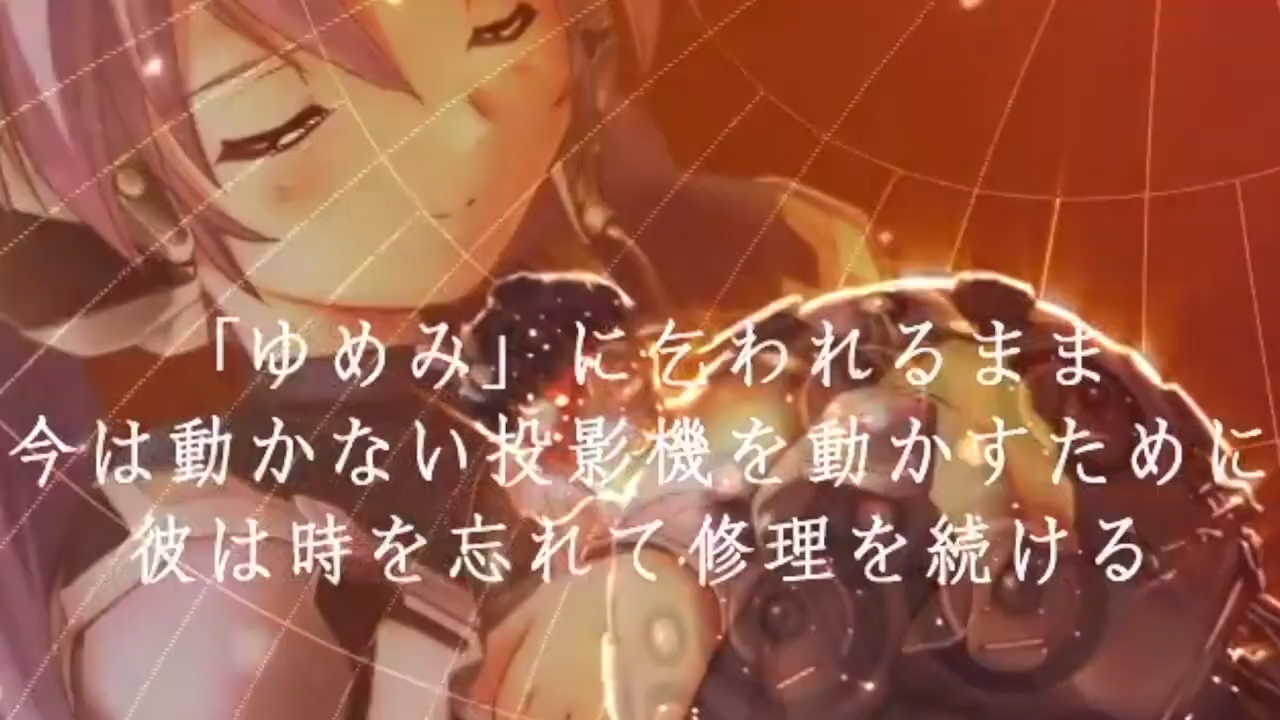 「ゆめみ」に乞われるまま
今は動かない投影機を動かすために
彼は時を忘れて修理を続ける